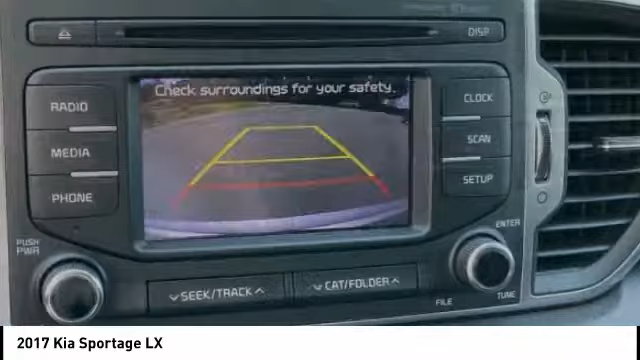 DISP
Check surroundings for your safety.
RADIO
CLOCK
MEDIA
SCAN
PHONE
SETUP
ENTER
PUSH
PWR
SEEK/TRACK
CAT/FOLDER
FILE
TUNE
2017 Kia Sportage LX